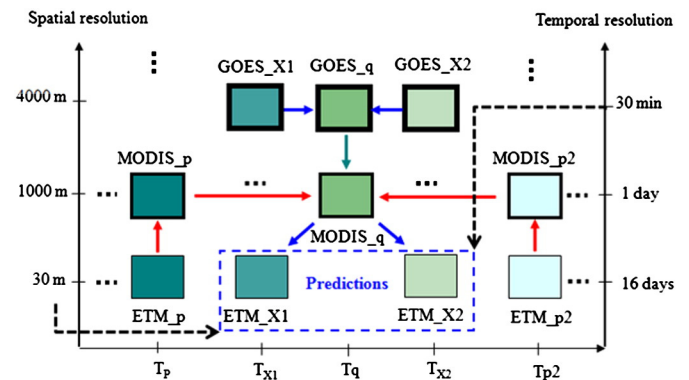 Spatial resolution
Temporal resolution
GOES_X1 GOES_q GOES_X2
4000 m
30 min
MODIS_p
MODIS_p2
1000 m
1 day
MODIS_q
30 m
Predictions
16 days
ETM_p ETM_X1 ETM_X2 ETM_p2
TP TX1 Tq TX2 Tp2